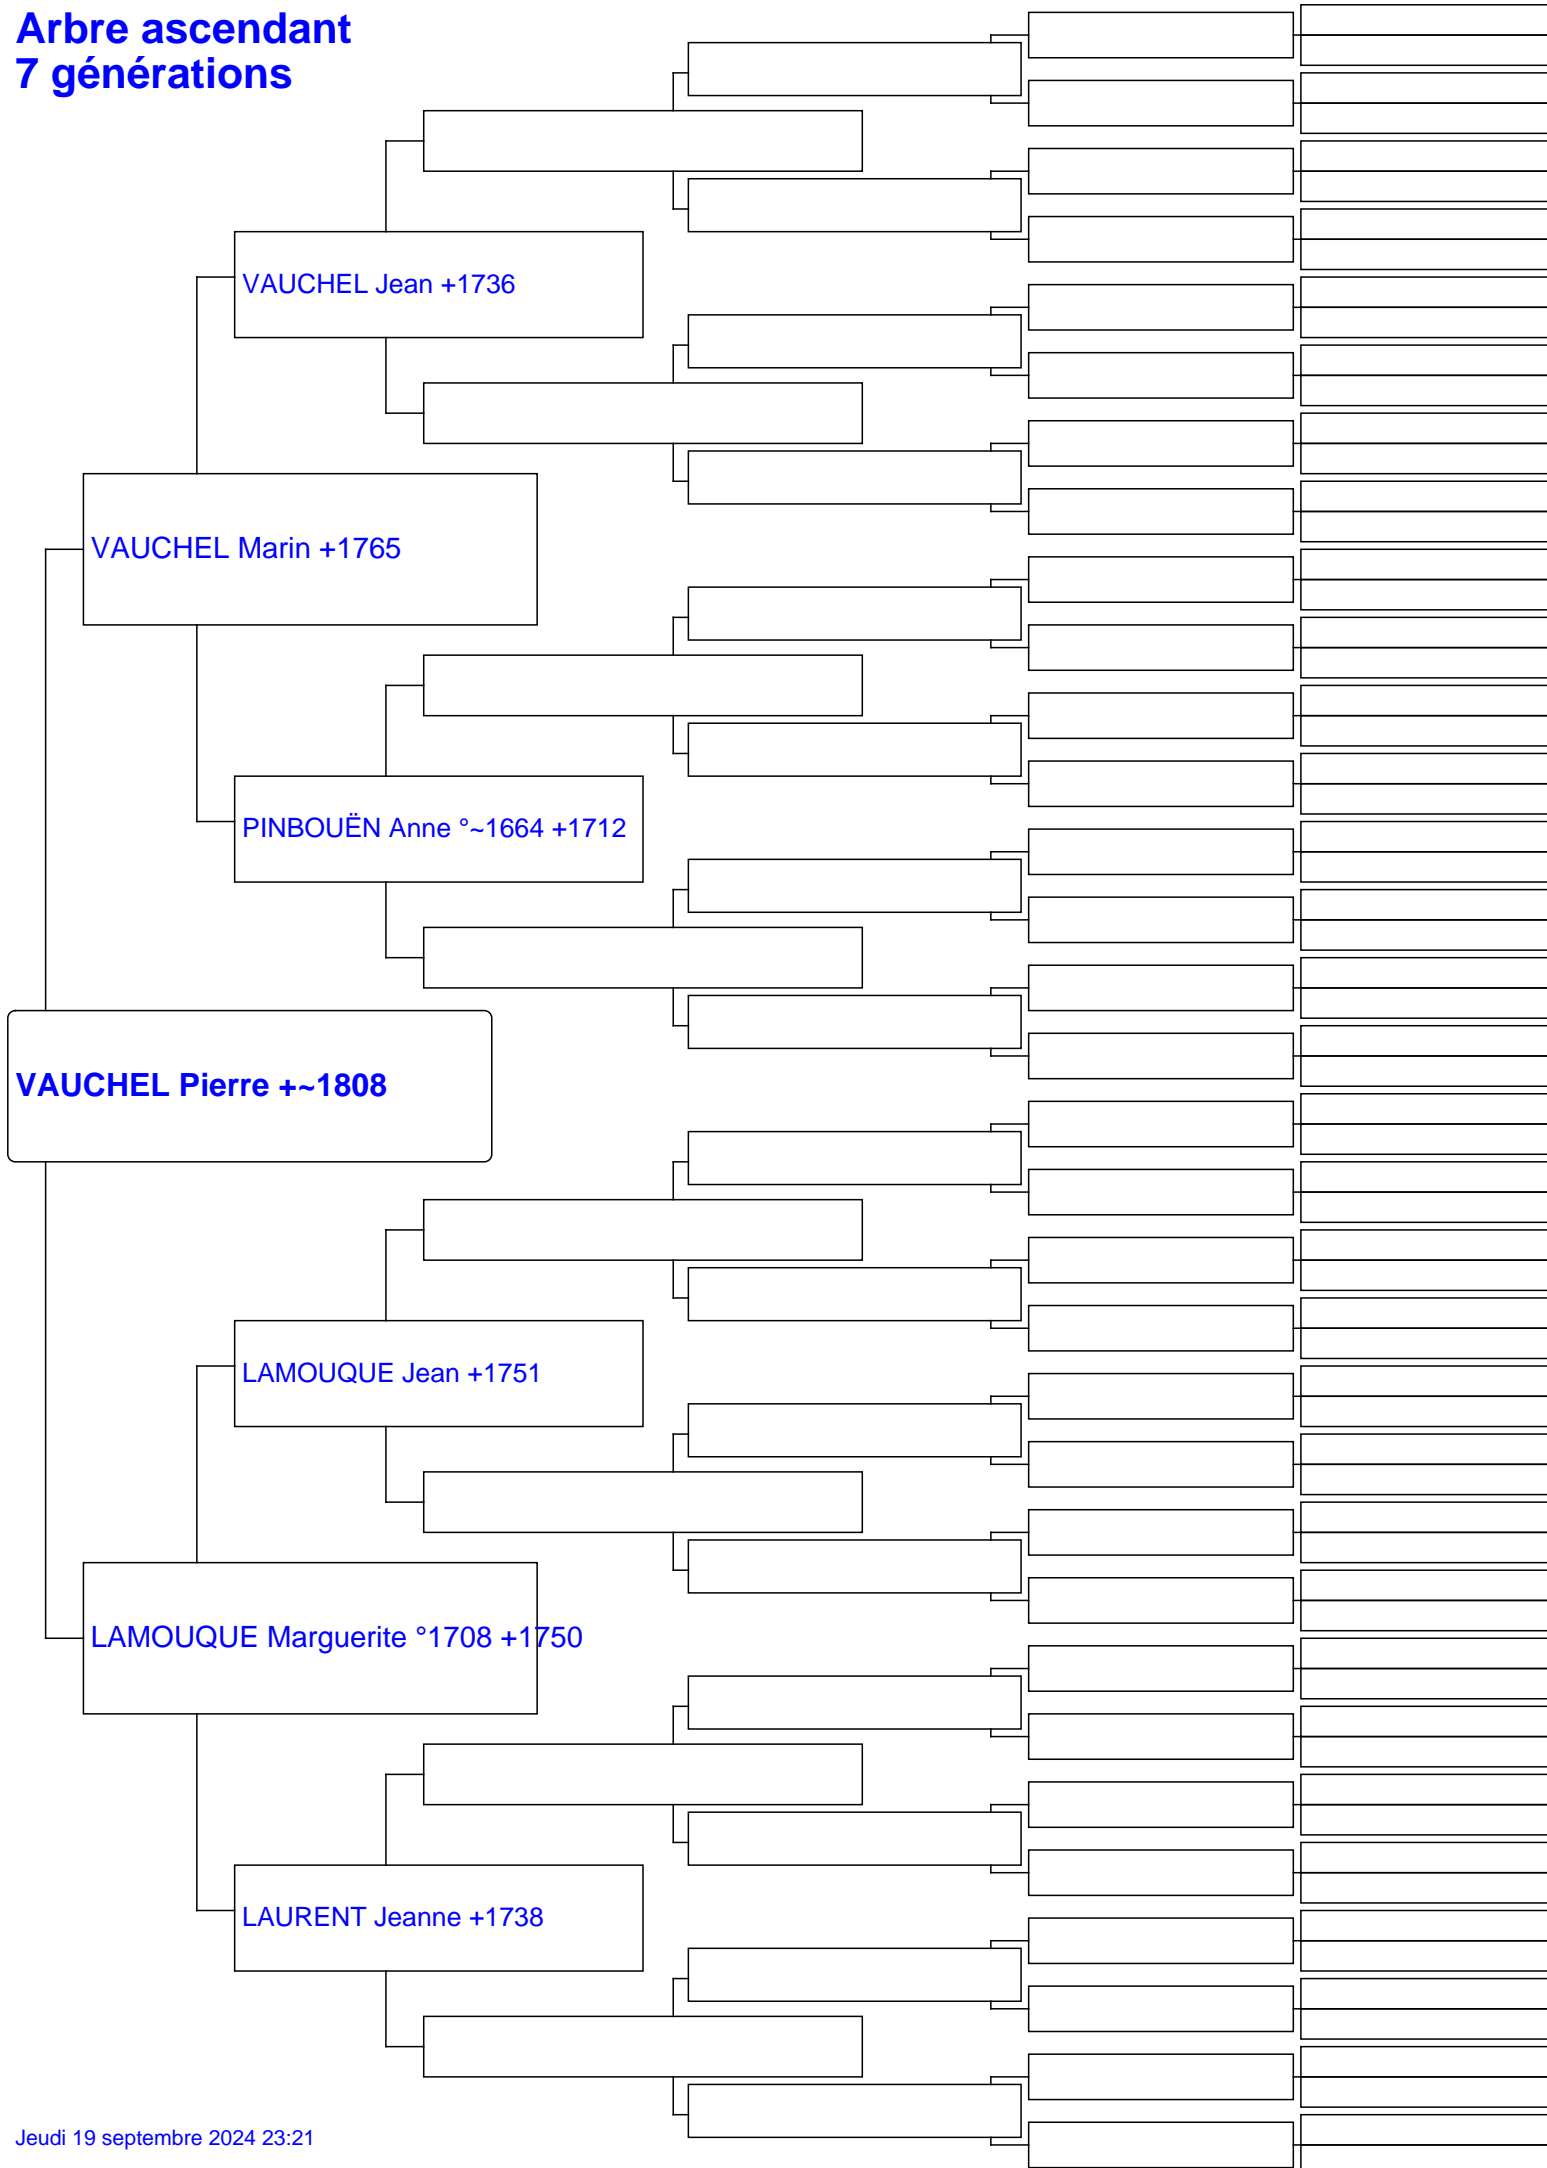 Arbre ascendant
7 générations
VAUCHEL Jean +1736
VAUCHEL Marin +1765
PINBOUËN Anne °~1664 +1712
VAUCHEL Pierre +~1808
LAMOUQUE Jean +1751
LAMOUQUE Marguerite °1708 +1750
LAURENT Jeanne +1738
Jeudi 19 septembre 2024 23:21